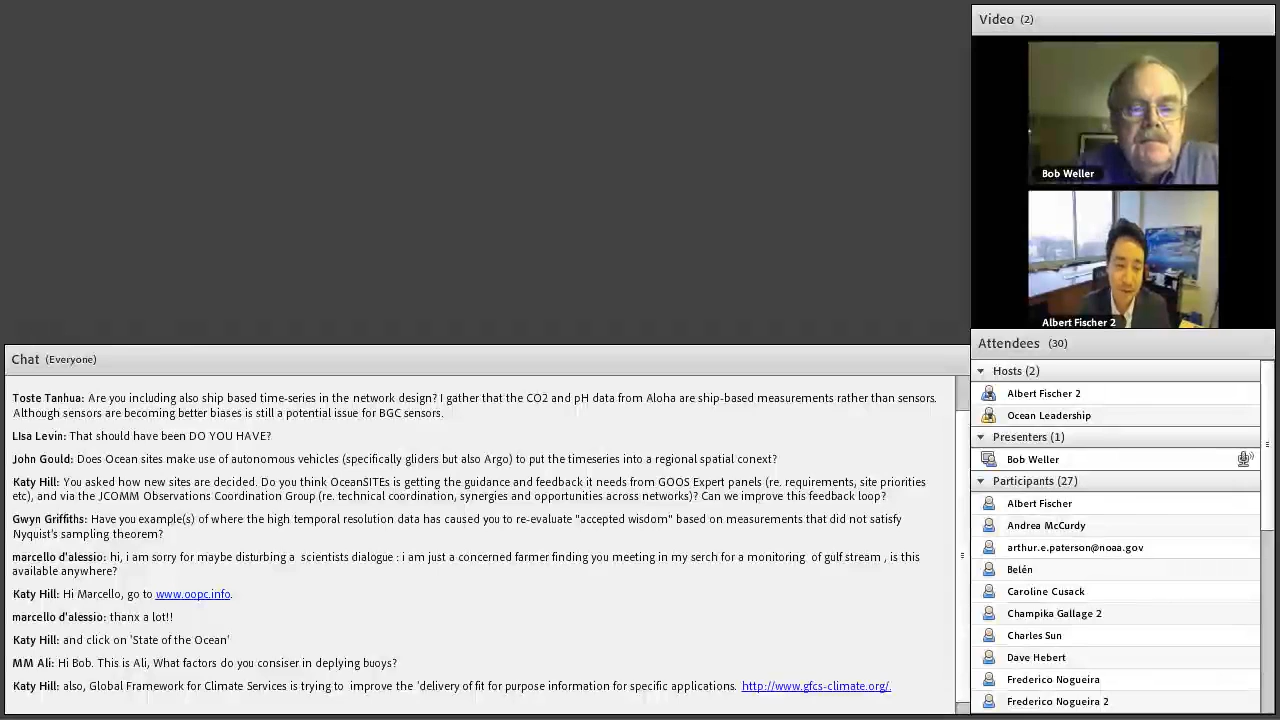 Video (2)
Bob Weller
Albert Fischer 2
Attendees (30)
Hosts (2)
Albert Fischer 2
Ocean Leadership
Presenters (1)
Bob Weller
Participants (27)
Albert Fischer
Andrea McCurdy
arthur.e.paterson@noaa.gov
Belén
Caroline Cusack
Champika Gallage 2
Charles Sun
Dave Hebert
Frederico Nogueira
Frederico Nogueira 2
Chat (Everyone)
Toste Tanhua: Are you including also ship based time-series in the network design? I gather that the CO2 and pH data from Aloha are ship-based measurements rather than sensors.
Although sensors are becoming better biases is still a potential issue for BGC sensors.
LIsa Levin: That should have been DO YOU HAVE?
John Gould: Does Ocean sites make use of autonomous vehicles (specifically gliders but also Argo) to put the timeseries into a regional spatial conext?
Katy Hill: You asked how new sites are decided. Do you think OceanSITEs is getting the guidance and feedback it needs from GOOS Expert panels (re. requirements, site priorities
etc), and via the JCOMM Observations Coordination Group (re. technical coordination, synergies and opportunities across networks)? Can we improve this feedback loop?
Gwyn Griffiths: Have you example(s) of where the high temporal resolution data has caused you to re-evaluate "accepted wisdom" based on measurements that did not satisfy
Nyquist's sampling theorem?
marcello d'alessio: hi, i am sorry for maybe disturbing a scientists dialogue : i am just a concerned farmer finding you meeting in my serch for a monitoring of gulf stream , is this
available anywhere?
Katy Hill: Hi Marcello, go to www.oopc.info.
marcello d'alessio: thanx a lot!!
Katy Hill: and click on 'State of the Ocean'
MM Ali: Hi Bob. This is Ali, What factors do you consiser in deplying buoys?
Katy Hill: also, Global Framework for Climate Services is trying to improve the 'delivery of fit for purpose information for specific applications. http://www.gfcs-climate.org/.